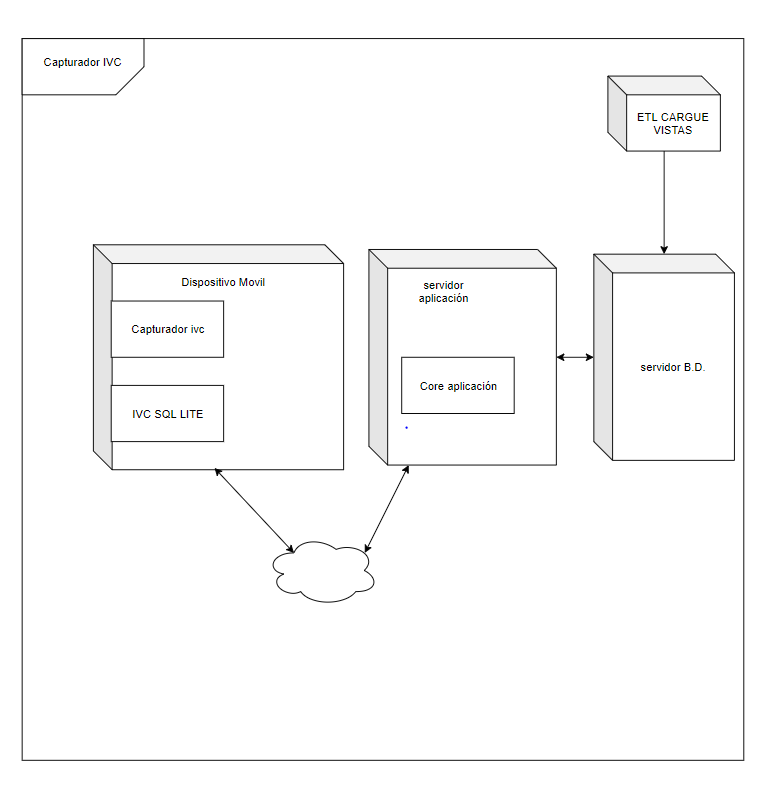 Capturador IVC
ETL CARGUE
VISTAS
Dispositivo Movil
Capturador ivc
IVC SQL LITE
servidor
aplicación
Core aplicación
servidor B.D.